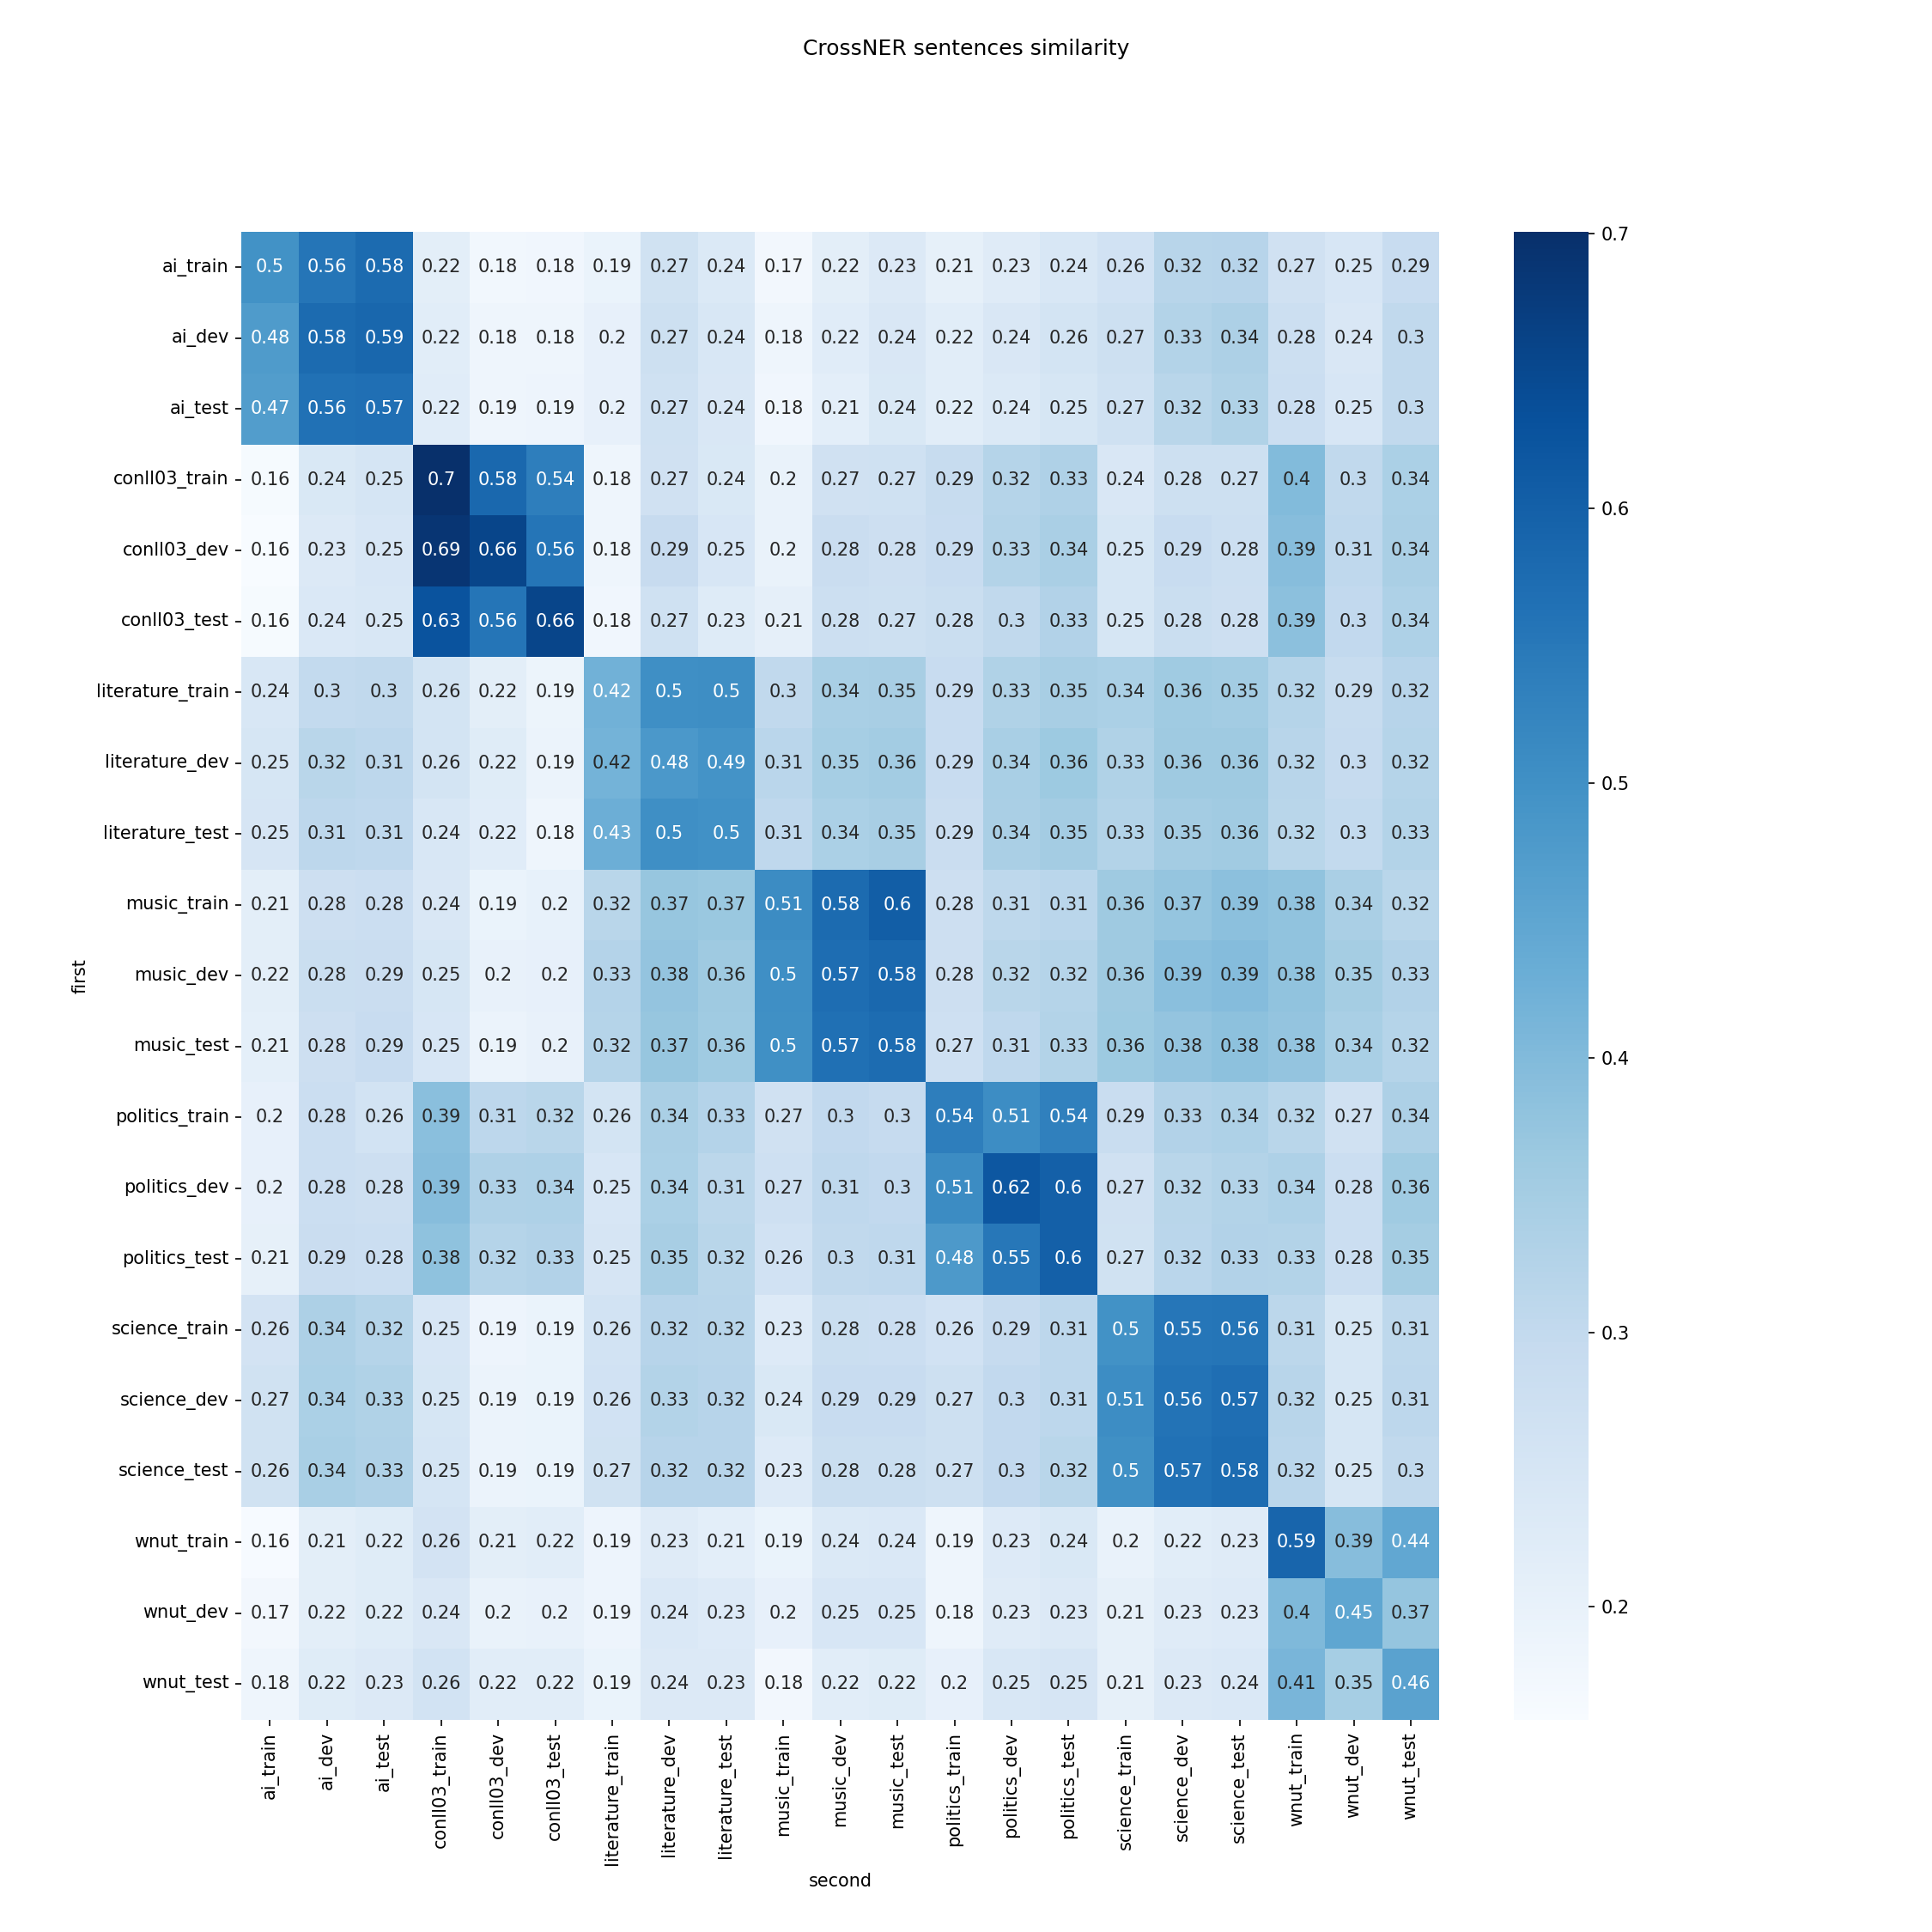 CrossNER sentences similarity
ai_train 0.5 0.56 0.58 0.22 0.18 0.18 0.19 0.27 0.24 0.17 0.22 0.23 0.21 0.23 0.24 0.26 0.32 0.32 0.27 0.25 0.29
ai_dev 0.48 0.58 0.59 0.22 0.18 0.18 0.2 0.27 0.24 0.18 0.22 0.24 0.22 0.24 0.26 0.27 0.33 0.34 0.28 0.24 0.3
ai_test 0.47 0.56 0.57 0.22 0.19 0.19 0.2 0.27 0.24 0.18 0.21 0.24 0.22 0.24 0.25 0.27 0.32 0.33 0.28 0.25 0.3
conll03_train 0.16 0.24 0.25 0.7 0.58 0.54 0.18 0.27 0.24 0.2 0.27 0.27 0.29 0.32 0.33 0.24 0.28 0.27 0.4 0.3 0.34
conll03_dev 0.16 0.23 0.25 0.69 0.66 0.56 0.18 0.29 0.25 0.2 0.28 0.28 0.29 0.33 0.34 0.25 0.29 0.28 0.39 0.31 0.34
conll03_test 0.16 0.24 0.25 0.63 0.56 0.66 0.18 0.27 0.23 0.21 0.28 0.27 0.28 0.3 0.33 0.25 0.28 0.28 0.39 0.3 0.34
literature_train 0.24 0.3 0.3 0.26 0.22 0.19 0.42 0.5 0.5 0.3 0.34 0.35 0.29 0.33 0.35 0.34 0.36 0.35 0.32 0.29 0.32
literature_dev 0.25 0.32 0.31 0.26 0.22 0.19 0.42 0.48 0.49 0.31 0.35 0.36 0.29 0.34 0.36 0.33 0.36 0.36 0.32 0.3 0.32
literature_test 0.25 0.31 0.31 0.24 0.22 0.18 0.43 0.5 0.5 0.31 0.34 0.35 0.29 0.34 0.35 0.33 0.35 0.36 0.32 0.3 0.33
music_train 0.21 0.28 0.28 0.24 0.19 0.2 0.32 0.37 0.37 0.51 0.58 0.6 0.28 0.31 0.31 0.36 0.37 0.39 0.38 0.34 0.32
music_dev 0.22 0.28 0.29 0.25 0.2 0.2 0.33 0.38 0.36 0.5 0.57 0.58 0.28 0.32 0.32 0.36 0.39 0.39 0.38 0.35 0.33
music_test 0.21 0.28 0.29 0.25 0.19 0.2 0.32 0.37 0.36 0.5 0.57 0.58 0.27 0.31 0.33 0.36 0.38 0.38 0.38 0.34 0.32
politics_train 0.2 0.28 0.26 0.39 0.31 0.32 0.26 0.34 0.33 0.27 0.3 0.3 0.54 0.51 0.54 0.29 0.33 0.34 0.32 0.27 0.34
politics_dev 0.2 0.28 0.28 0.39 0.33 0.34 0.25 0.34 0.31 0.27 0.31 0.3 0.51 0.62 0.6 0.27 0.32 0.33 0.34 0.28 0.36
politics_test 0.21 0.29 0.28 0.38 0.32 0.33 0.25 0.35 0.32 0.26 0.3 0.31 0.48 0.55 0.6 0.27 0.32 0.33 0.33 0.28 0.35
science_train 0.26 0.34 0.32 0.25 0.19 0.19 0.26 0.32 0.32 0.23 0.28 0.28 0.26 0.29 0.31 0.5 0.55 0.56 0.31 0.25 0.31
science_dev 0.27 0.34 0.33 0.25 0.19 0.19 0.26 0.33 0.32 0.24 0.29 0.29 0.27 0.3 0.31 0.51 0.56 0.57 0.32 0.25 0.31
science_test 0.26 0.34 0.33 0.25 0.19 0.19 0.27 0.32 0.32 0.23 0.28 0.28 0.27 0.3 0.32 0.5 0.57 0.58 0.32 0.25 0.3
wnut_train 0.16 0.21 0.22 0.26 0.21 0.22 0.19 0.23 0.21 0.19 0.24 0.24 0.19 0.23 0.24 0.2 0.22 0.23 0.59 0.39 0.44
wnut_dev 0.17 0.22 0.22 0.24 0.2 0.2 0.19 0.24 0.23 0.2 0.25 0.25 0.18 0.23 0.23 0.21 0.23 0.23 0.4 0.45 0.37
wnut_test 0.18 0.22 0.23 0.26 0.22 0.22 0.19 0.24 0.23 0.18 0.22 0.22 0.2 0.25 0.25 0.21 0.23 0.24 0.41 0.35 0.46
first
ai_train ai_dev ai_test conll03_train conll03_dev conll03_test literature_train literature_dev literature_test music_train music_dev music_test politics_train politics_dev politics_test science_train science_dev science_test wnut_train wnut_dev wnut_test
second
0.7
0.6
0.5
0.4
0.3
0.2